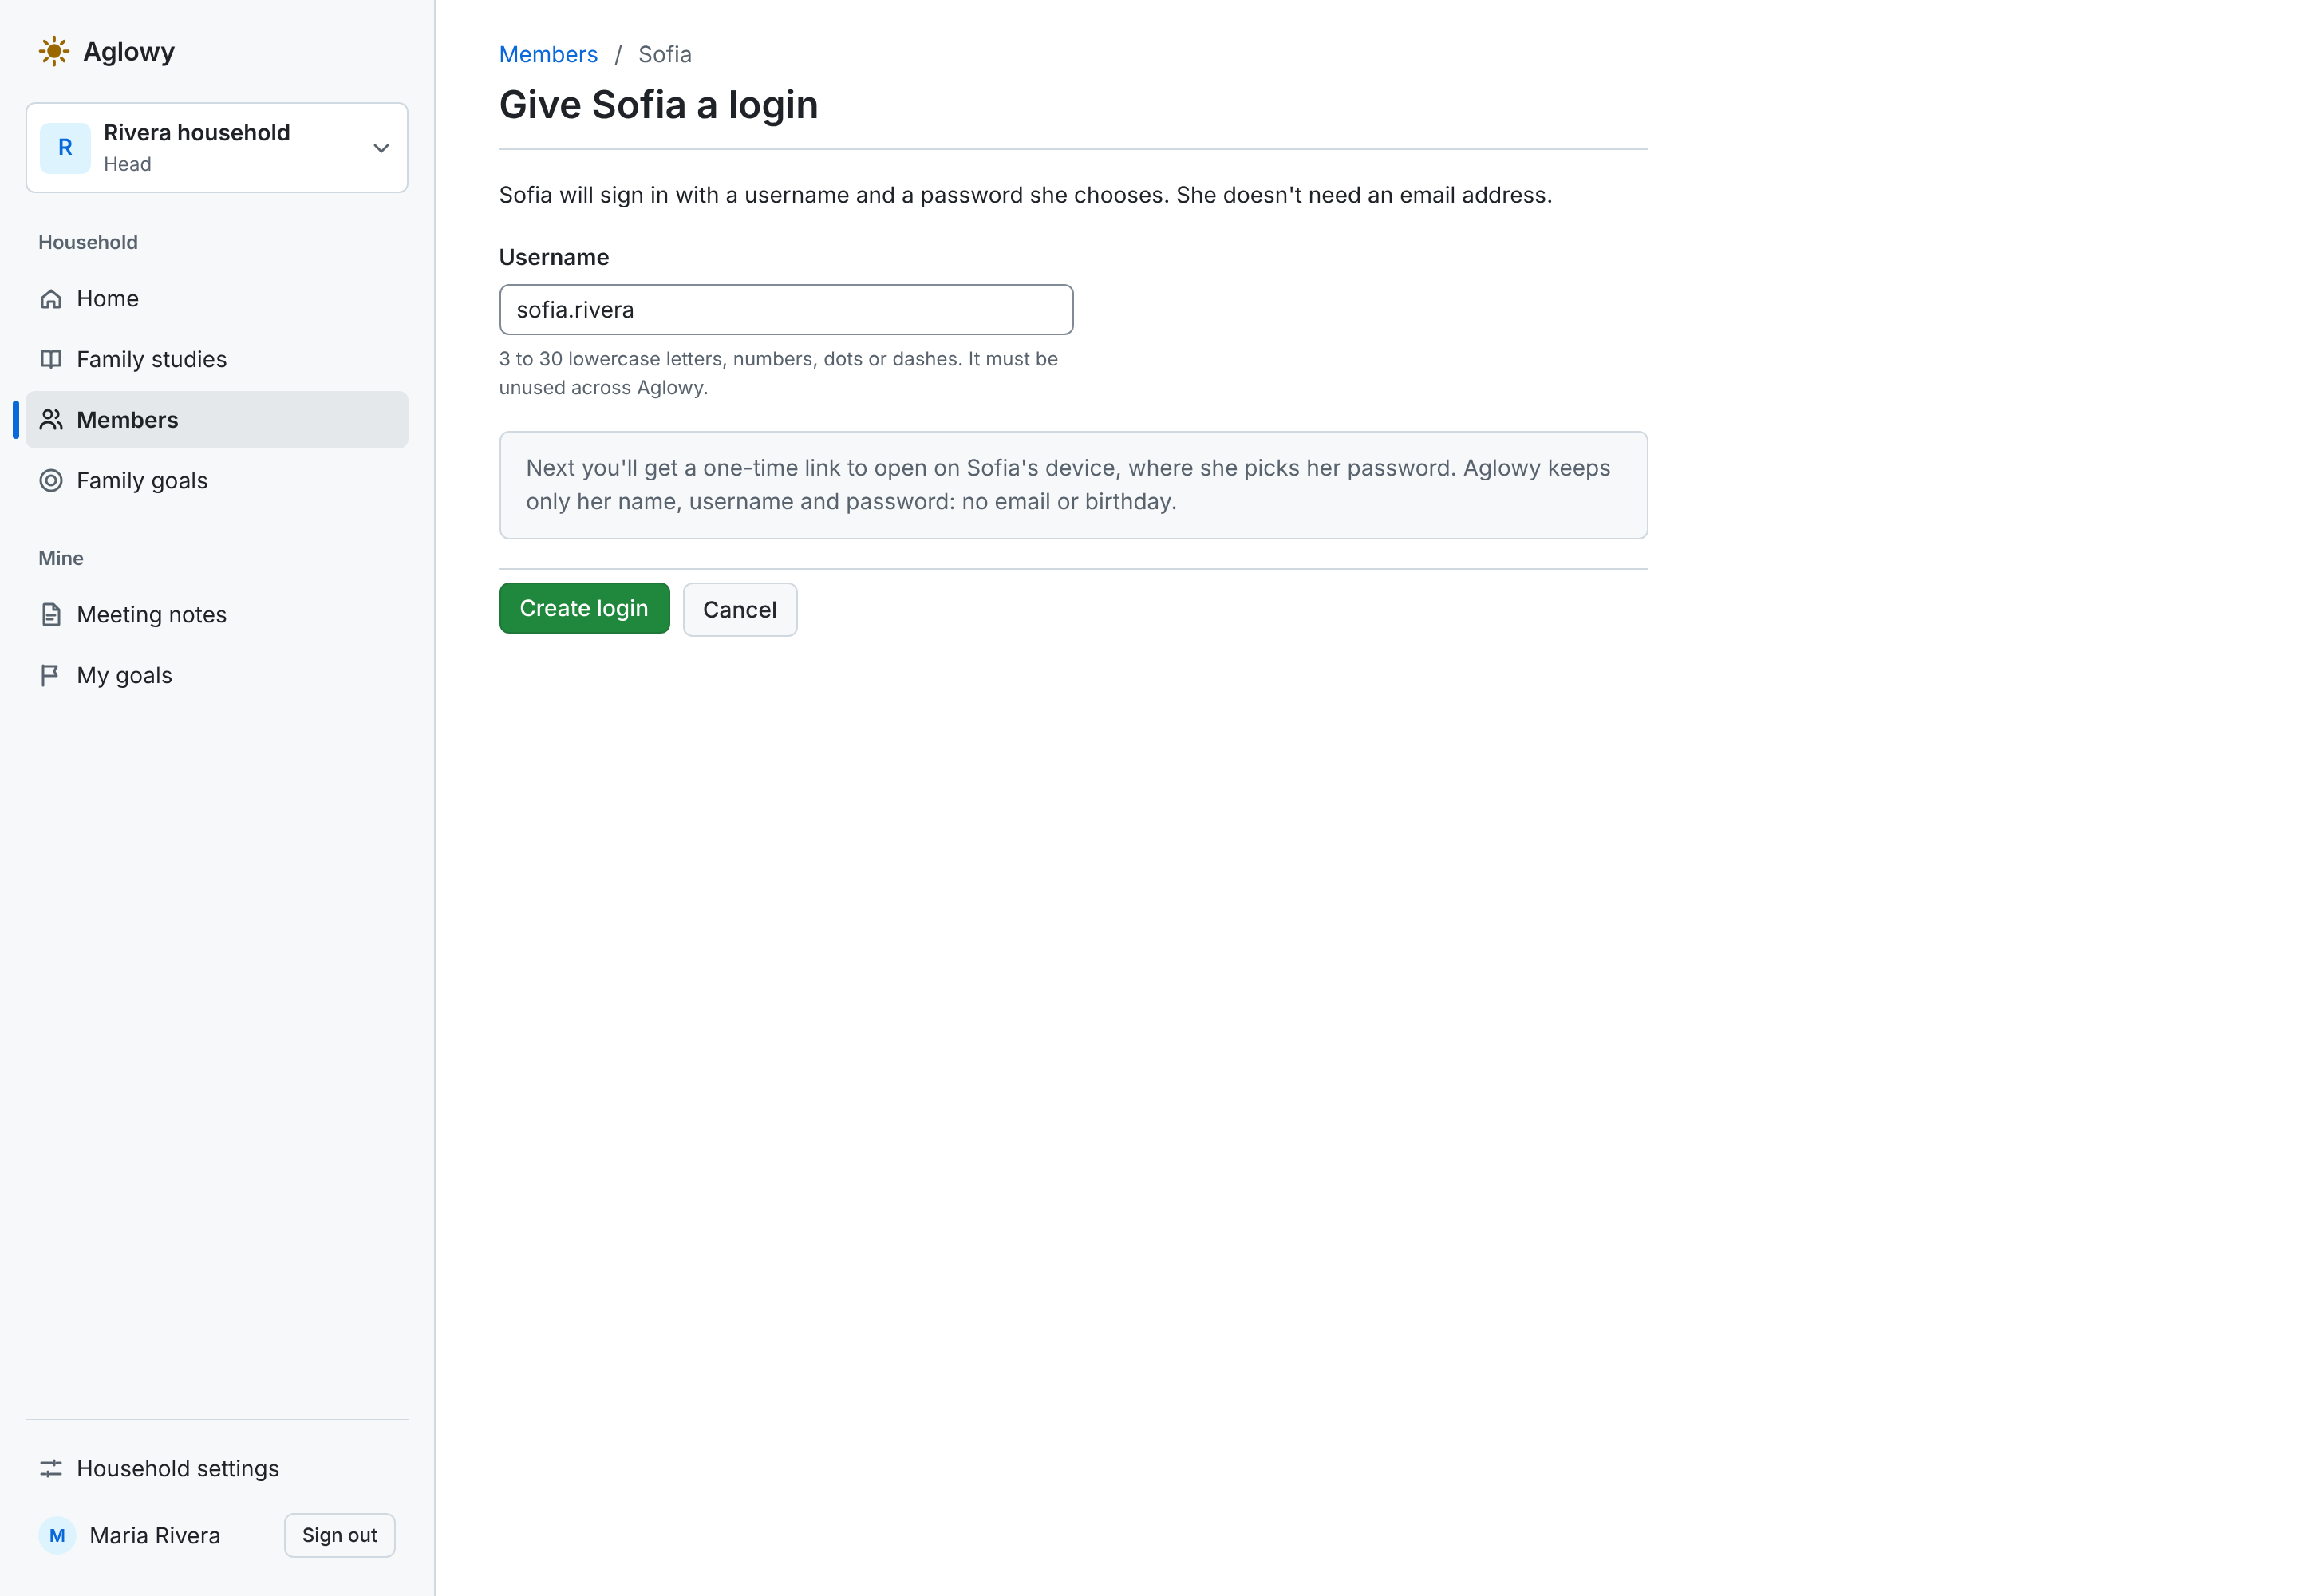 Aglowy
R
Rivera household
Head
Household
Home
Family studies
Members
Family goals
Mine
Meeting notes
My goals
Household settings
M
Maria Rivera
Sign out
Members / Sofia
Give Sofia a login
Sofia will sign in with a username and a password she chooses. She doesn't need an email address.
Username
sofia.rivera
3 to 30 lowercase letters, numbers, dots or dashes. It must be
unused across Aglowy.
Next you'll get a one-time link to open on Sofia's device, where she picks her password. Aglowy keeps
only her name, username and password: no email or birthday.
Create login
Cancel